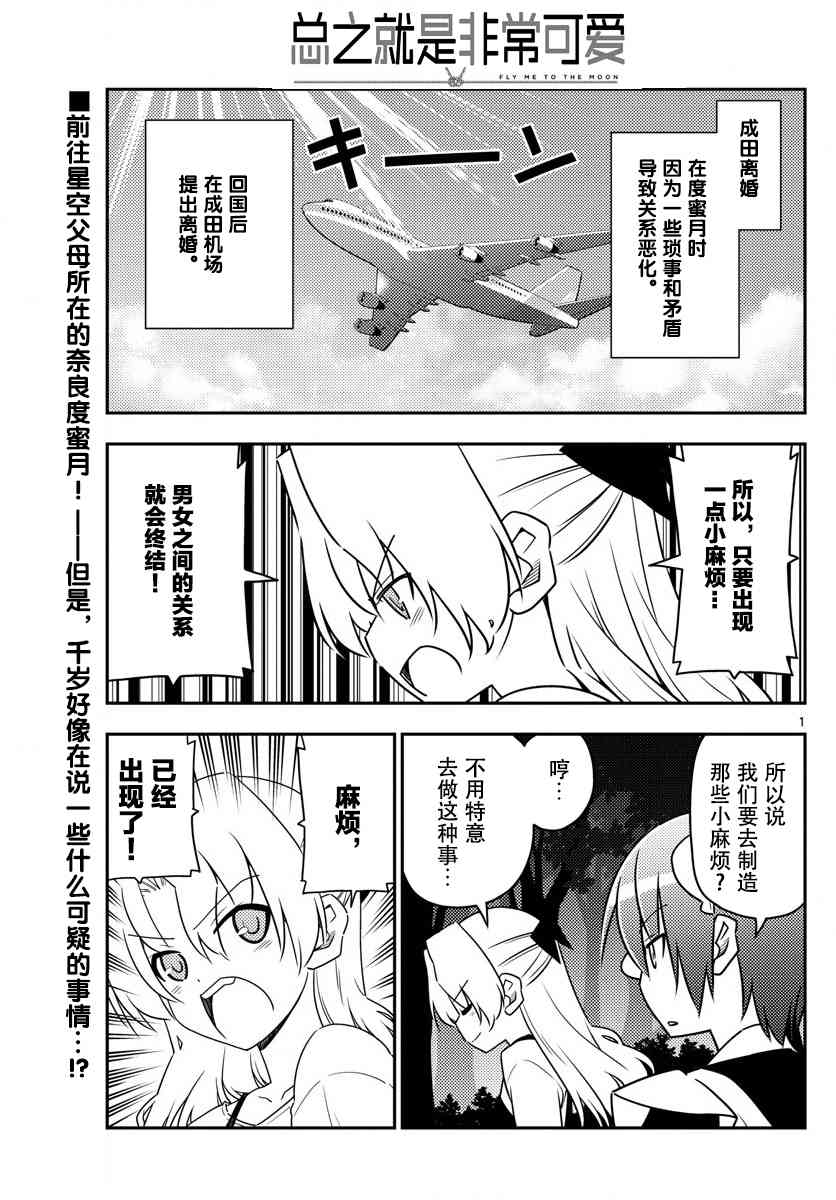 总之就是非常可爱
FLY ME TO THE MOON
■前往星空父母所在的奈良度蜜月！——但是，千岁好像在说一些什么可疑的事情…!?
成田离婚
在度蜜月时
因为一些琐事和矛盾
导致关系恶化。
キーン
回国后
在成田机场
提出离婚。
所以，只要出现
一点小麻烦…
男女之间的关系
就会终结！
1
所以说
我们要去制造
那些小麻烦？
哼…
不用特意
去做这种事…
麻烦，
已经
出现了！